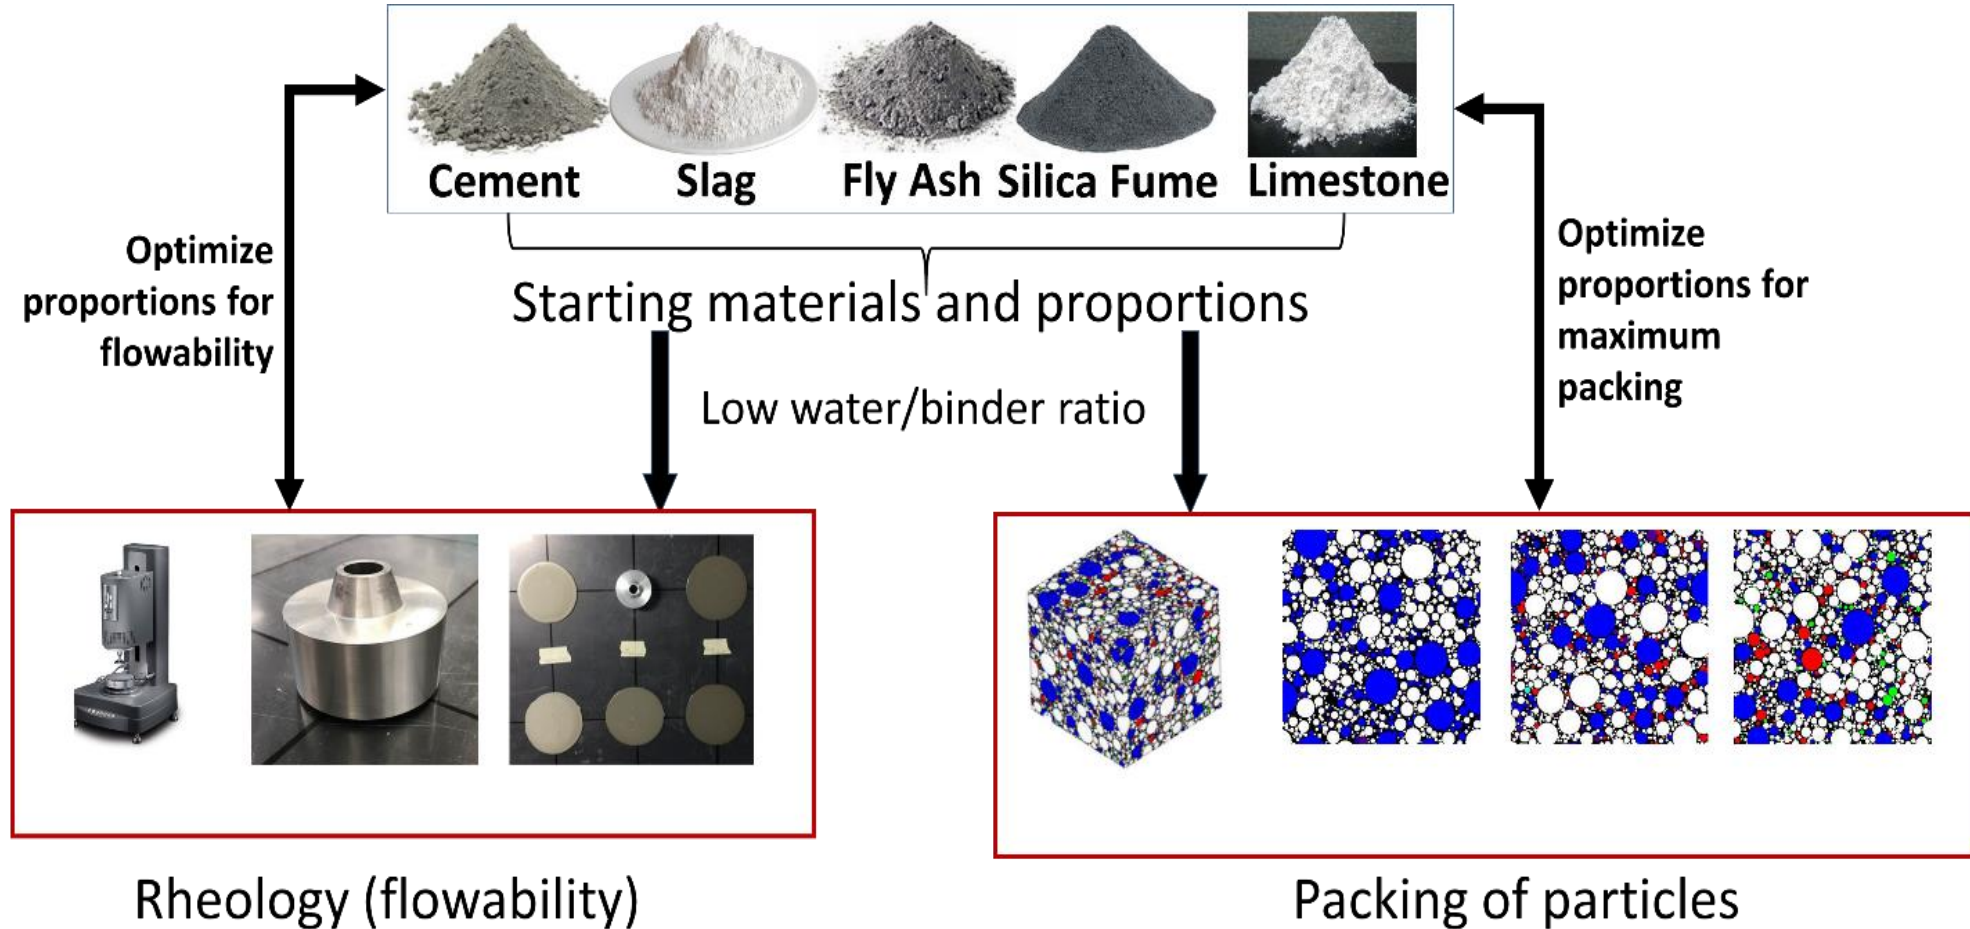 Cement
Slag
Fly Ash
Silica Fume
Limestone
Optimize
proportions for
flowability
Starting materials and proportions
Optimize
proportions for
maximum
packing
Low water/binder ratio
Rheology (flowability)
Packing of particles